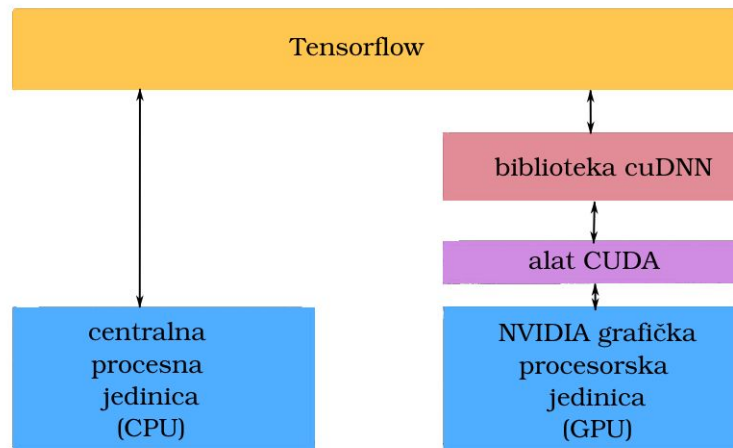 Tensorflow
biblioteka cuDNN
alat CUDA
centralna
procesna
jedinica
(CPU)
NVIDIA grafička
procesorska
jedinica
(GPU)